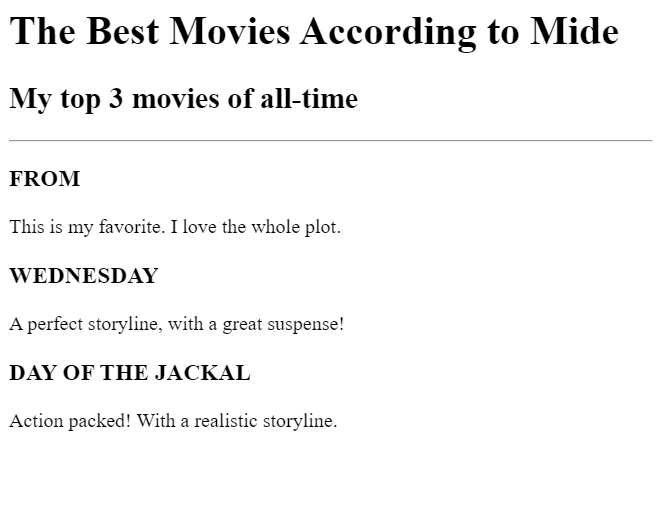 The Best Movies According to Mide
My top 3 movies of all-time
FROM
This is my favorite. I love the whole plot.
WEDNESDAY
A perfect storyline, with a great suspense!
DAY OF THE JACKAL
Action packed! With a realistic storyline.